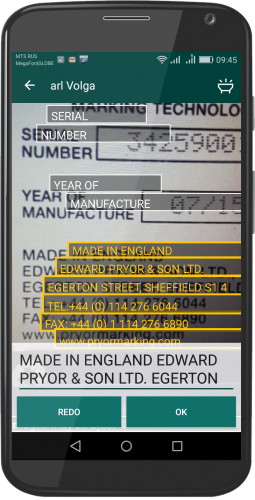 MTS RUS
MegaFon|GLOBE
09:45
arl Volga
MARKING TECHNOLO
SERIAL
NUMBER
SE
NUMBER
3425900
YEAR OF
MANUFACTURE
YEAR
MANUFACTURE
07/15
MADE IN ENGLAND
EDWARD PRYOR & SON LTD.
EGERTON STREET, SHEFFIELD S1 4
TEL +44 (0) 114 276 6044
FAX: +44 (0) 1 114 276 6890
www.pryormarking.com
MADE IN ENGLAND EDWARD
PRYOR & SON LTD. EGERTON
REDO
OK